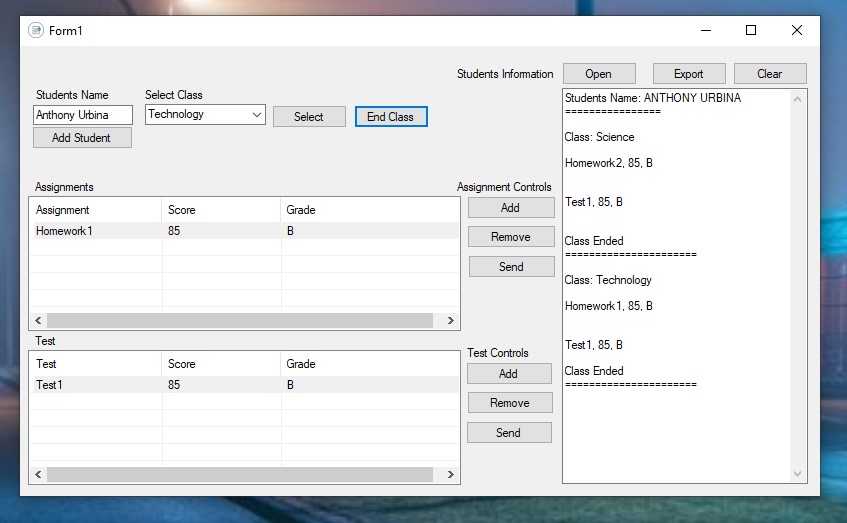 Form1
Students Information
Open
Export
Clear
Students Name
Select Class
Anthony Urbina
Technology
Select
End Class
Add Student
Assignments
Assignment Controls
Assignment Score Grade
Homework1 85 B
Add
Remove
Send
Test
Test Controls
Test Score Grade
Test1 85 B
Add
Remove
Send
Students Name: ANTHONY URBINA
================
Class: Science
Homework2, 85, B
Test1, 85, B
Class Ended
======================
Class: Technology
Homework1, 85, B
Test1, 85, B
Class Ended
======================